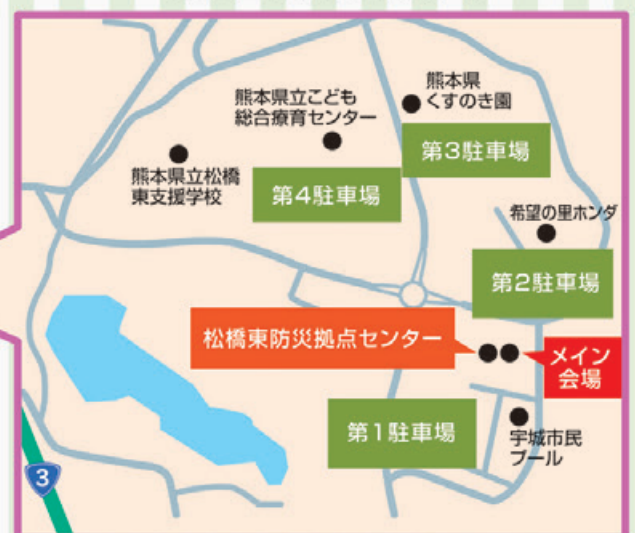 熊本県
くすのき園
熊本県立こども
総合療育センター
第3駐車場
熊本県立松橋
東支援学校
第4駐車場
希望の里ホンダ
第2駐車場
松橋東防災拠点センター
メイン
会場
第1駐車場
宇城市民
プール
3